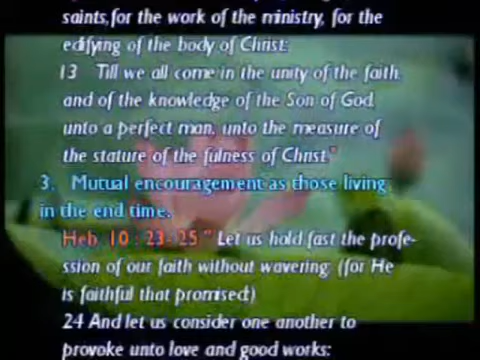 saints, for the work of the ministry, for the
edifying of the body of Christ:
13 Till we all come in the unity of the faith,
and of the knowledge of the Son of God,
unto a perfect man, unto the measure of
the stature of the fulness of Christ."
3. Mutual encouragement as those living
in the end time.
Heb. 10 : 23-25 " Let us hold fast the profe-
ssion of our faith without wavering; (for He
is faithful that promised;)
24 And let us consider one another to
provoke unto love and good works: